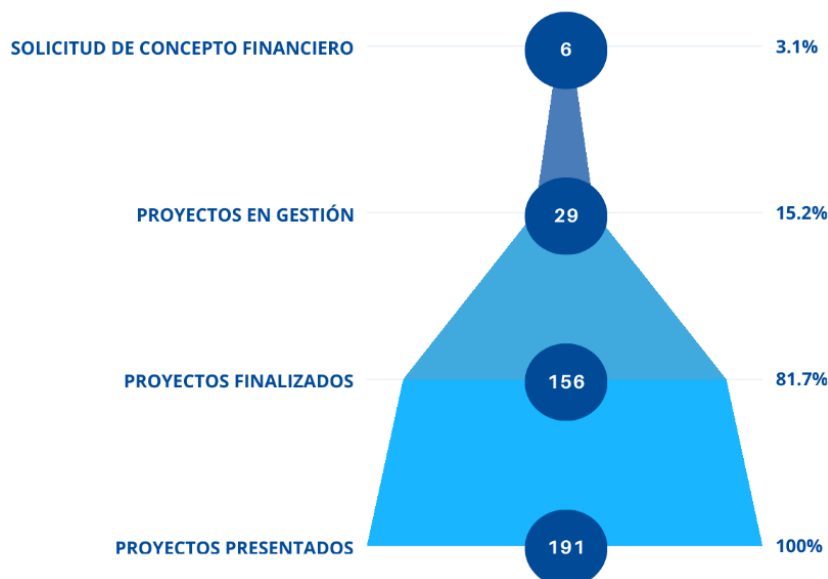 SOLICITUD DE CONCEPTO FINANCIERO 6 3.1%
PROYECTOS EN GESTIÓN 29 15.2%
PROYECTOS FINALIZADOS 156 81.7%
PROYECTOS PRESENTADOS 191 100%